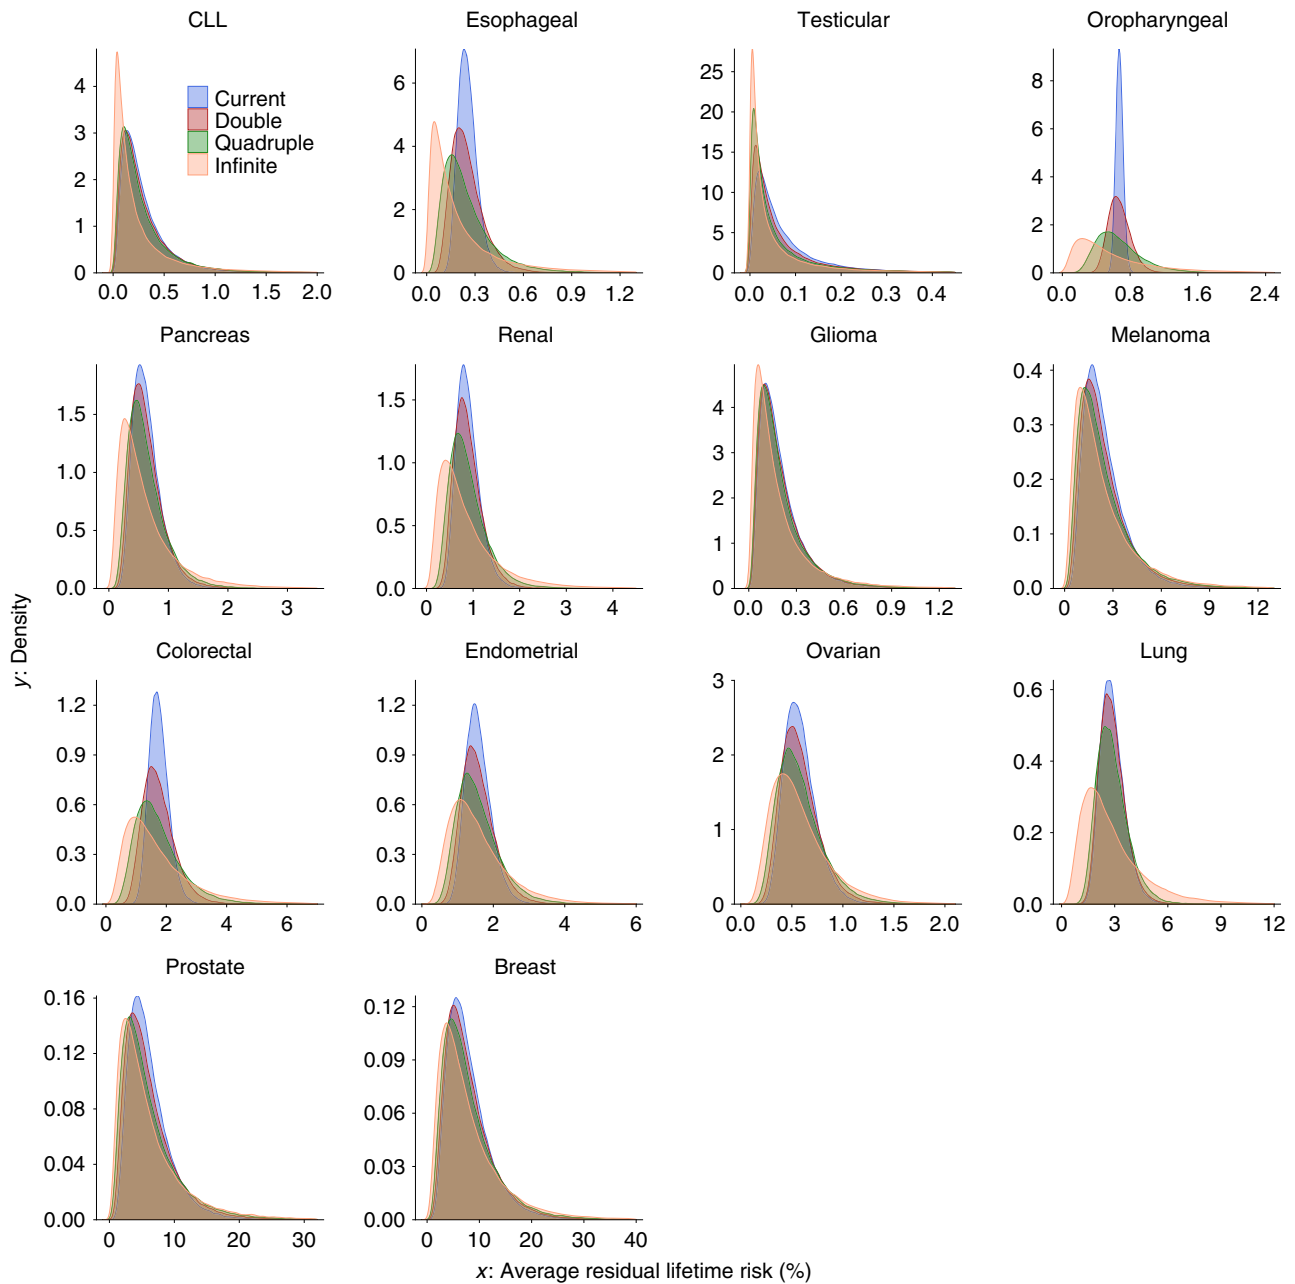 CLL
Esophageal
Testicular
Oropharyngeal
4
3
2
1
0
Current
Double
Quadruple
Infinite
0.0 0.5 1.0 1.5 2.0
6
4
2
0
0.0 0.3 0.6 0.9 1.2
25
20
15
10
5
0
0.0 0.1 0.2 0.3 0.4
8
6
4
2
0
0.0 0.8 1.6 2.4
Pancreas
Renal
Glioma
Melanoma
1.5
1.0
0.5
0.0
0 1 2 3
1.5
1.0
0.5
0.0
0 1 2 3 4
4
3
2
1
0
0.0 0.3 0.6 0.9 1.2
0.4
0.3
0.2
0.1
0.0
0 3 6 9 12
y: Density
Colorectal
Endometrial
Ovarian
Lung
1.2
0.9
0.6
0.3
0.0
0 2 4 6
1.2
0.9
0.6
0.3
0.0
0 2 4 6
3
2
1
0
0.0 0.5 1.0 1.5 2.0
0.6
0.4
0.2
0.0
0 3 6 9 12
Prostate
Breast
0.16
0.12
0.08
0.04
0.00
0 10 20 30
0.12
0.09
0.06
0.03
0.00
0 10 20 30 40
x: Average residual lifetime risk (%)